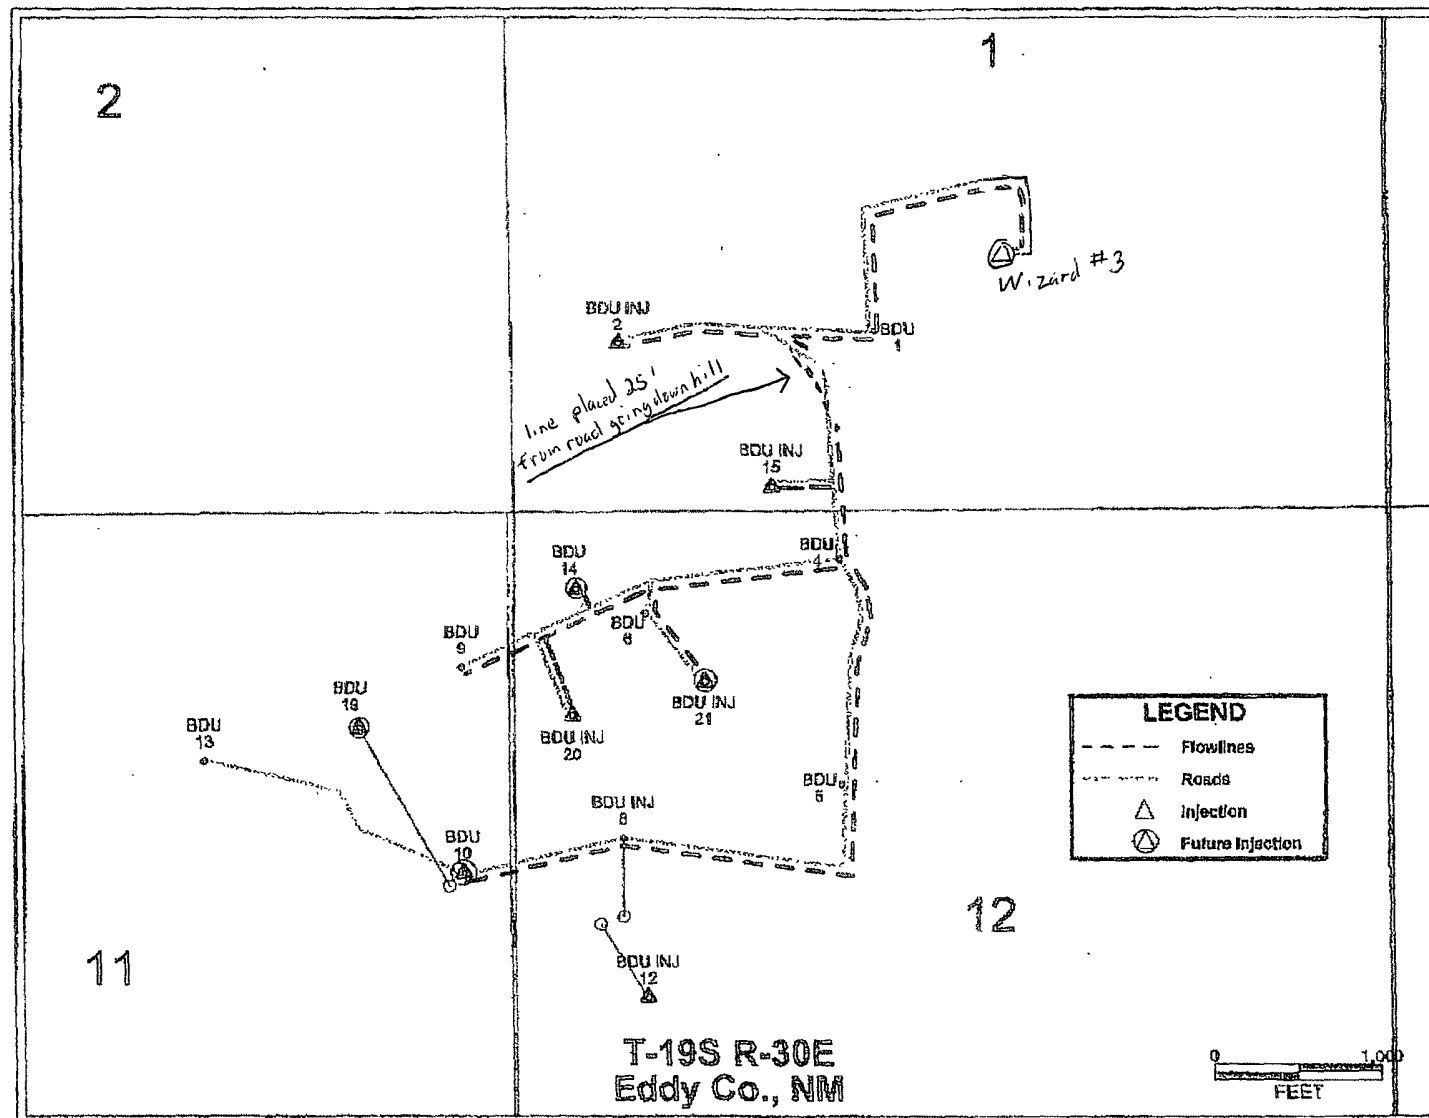 2
1
Wizard #3
BDU INJ
2
BDU
1
line placed 25'
from road going downhill
BDU INJ
15
BDU
4
BDU
14
BDU
6
BDU
9
BDU INJ
21
BDU INJ
20
BDU
19
BDU
13
BDU
5
BDU INJ
8
BDU
10
LEGEND
Flowlines
Roads
Injection
Future Injection
12
11
BDU INJ
12
T-19S R-30E
Eddy Co., NM
0 1,000
FEET